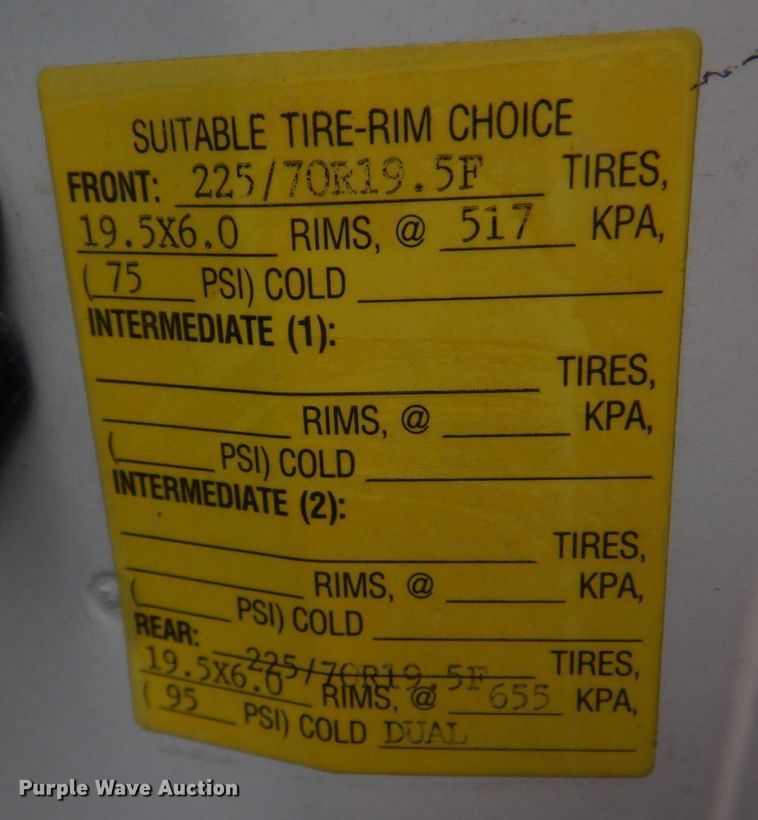 SUITABLE TIRE-RIM CHOICE
FRONT: 225/70R19.5F TIRES,
19.5X6.0 RIMS, @ 517 KPA,
( 75 PSI) COLD
INTERMEDIATE (1):
TIRES,
RIMS, @ KPA,
( PSI) COLD
INTERMEDIATE (2):
TIRES,
RIMS, @ KPA,
( PSI) COLD
REAR: 225/70R19.5F TIRES,
19.5X6.0 RIMS, @ 655 KPA,
( 95 PSI) COLD DUAL
Purple Wave Auction